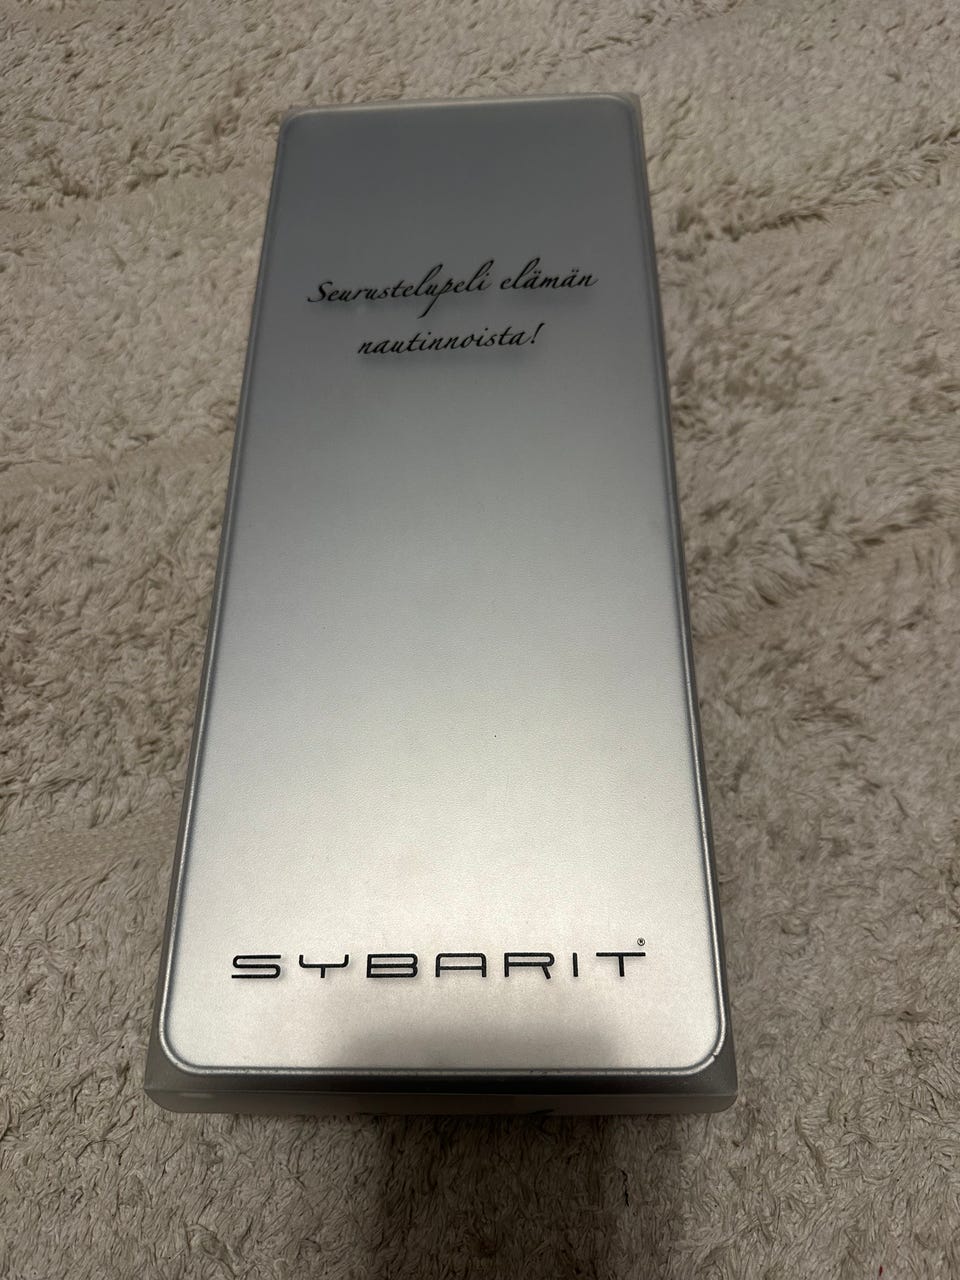 Seurustelupeli elämän
nautinnoista!
SYBARIT®